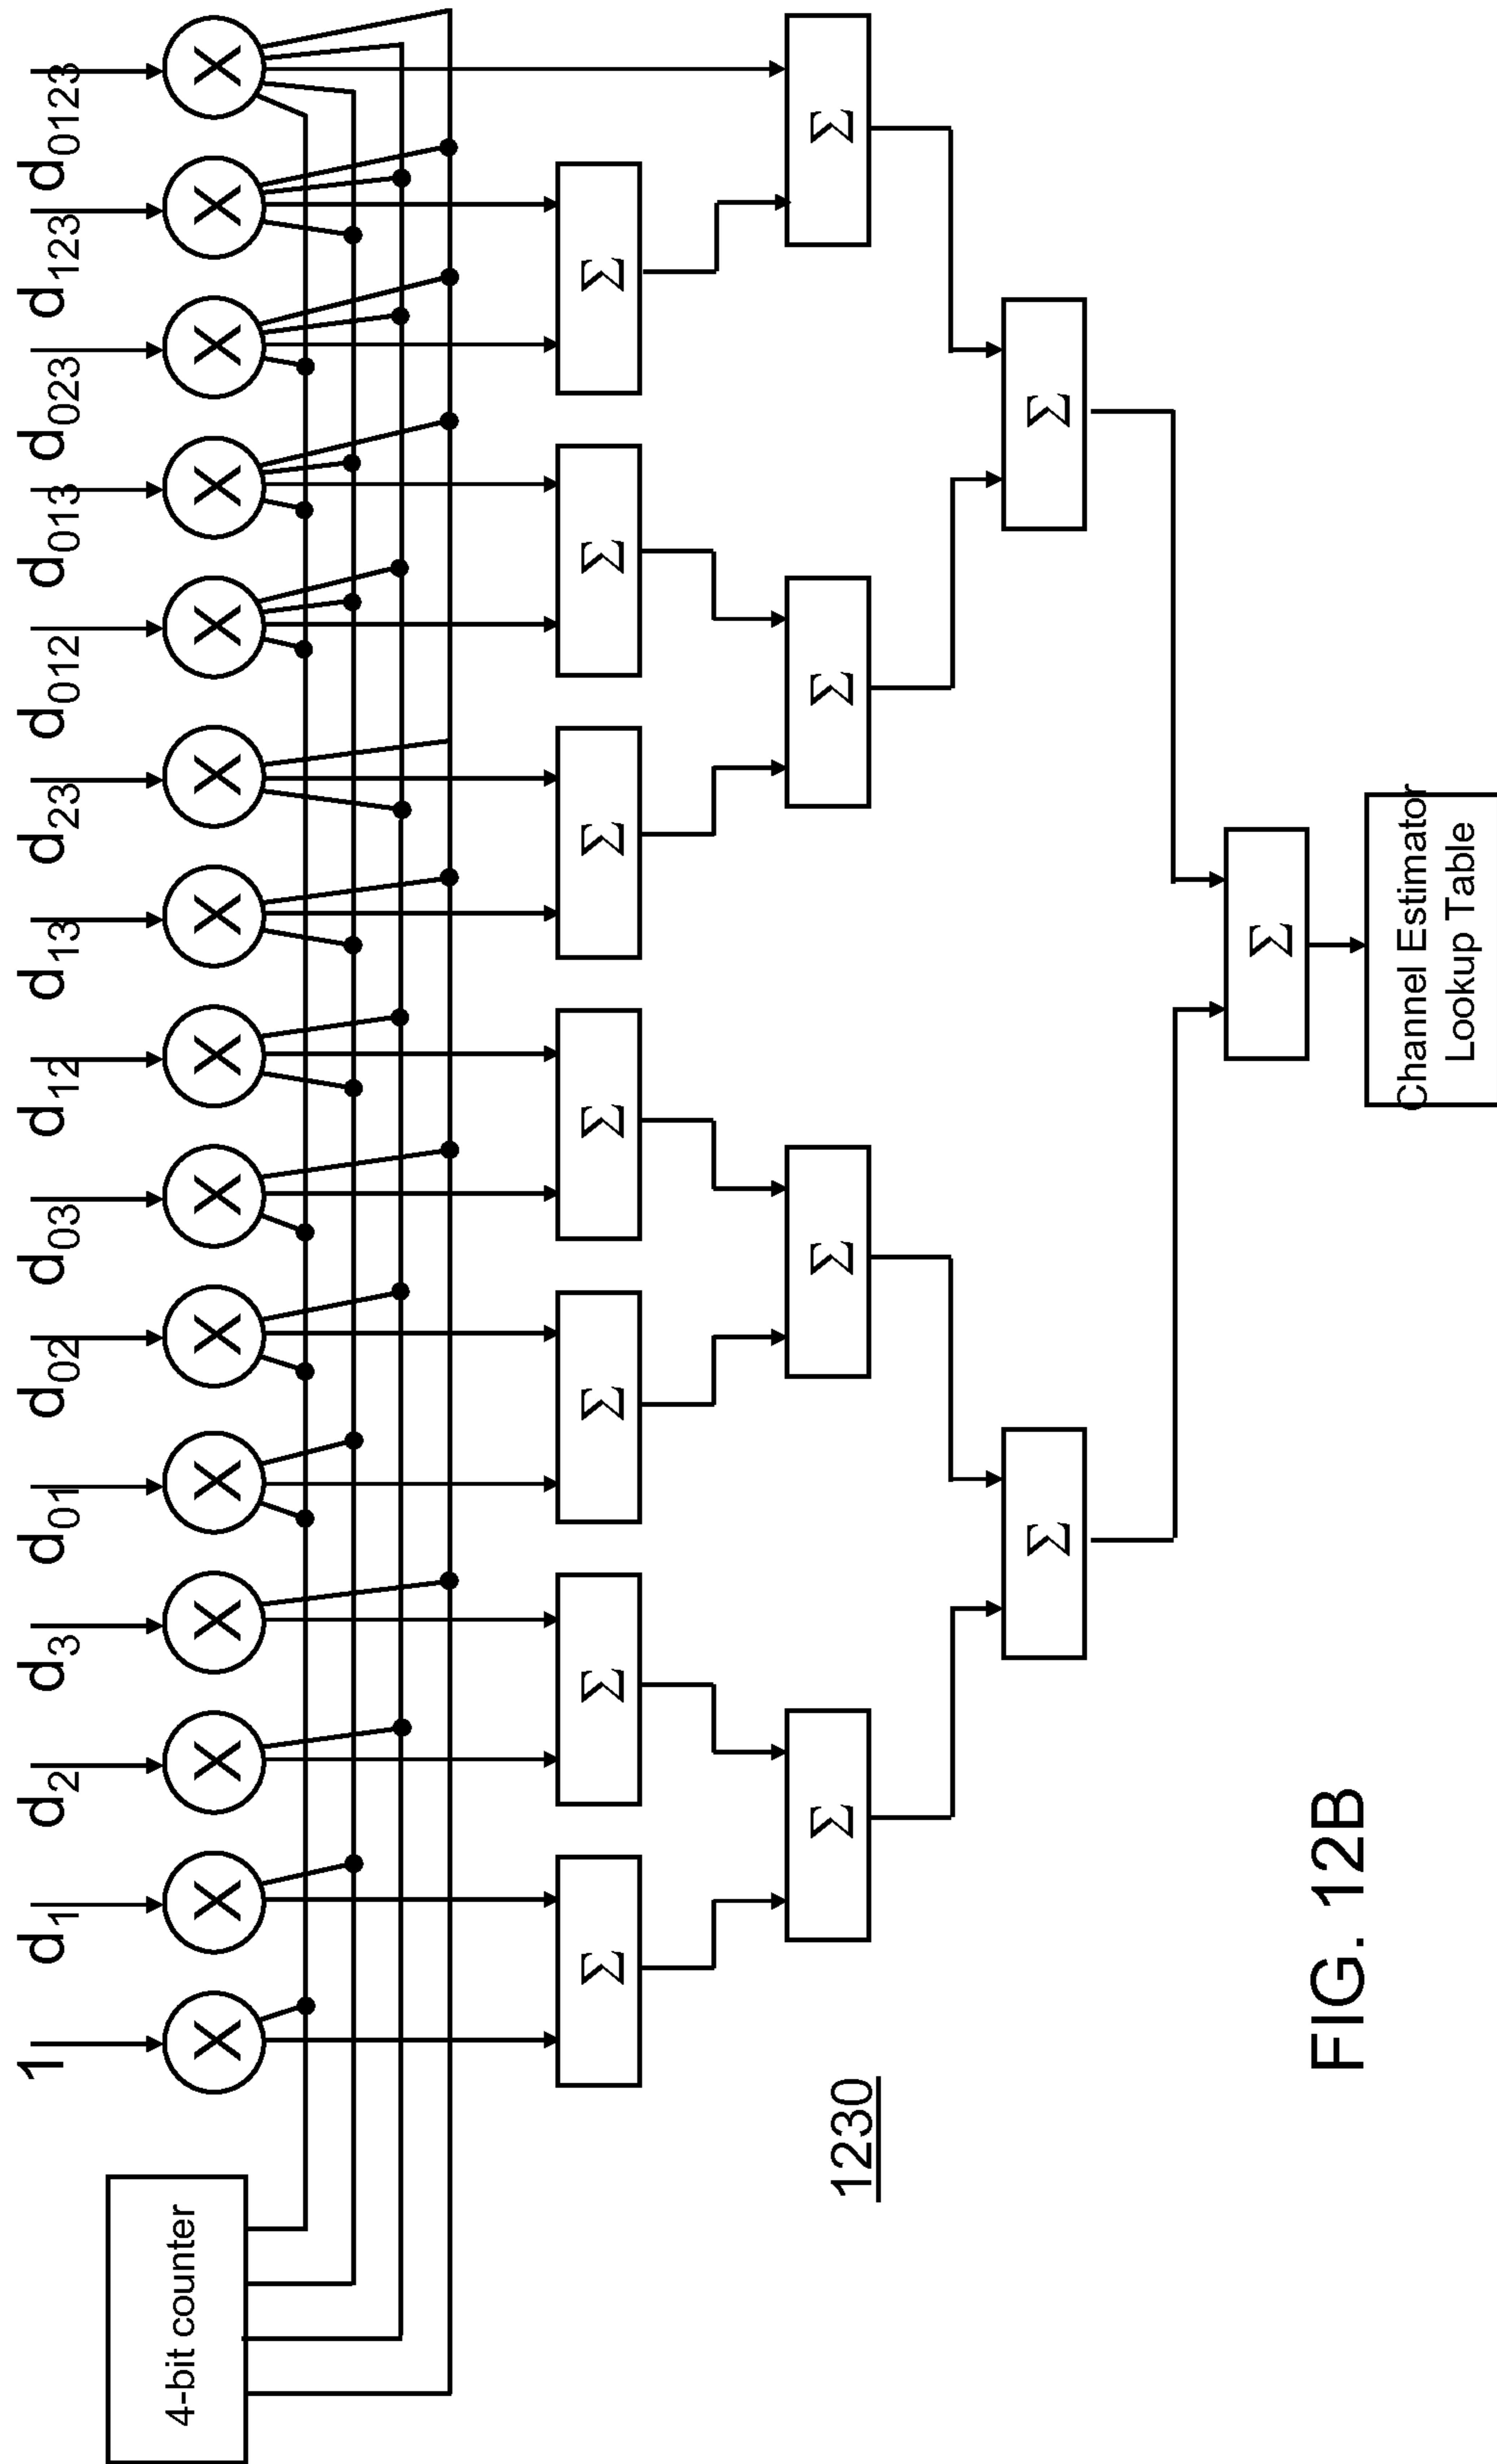 1 d1 d2 d3 d01 d02 d03 d12 d13 d23 d012 d013 d023 d123 d0123
4-bit counter
X X X X X X X X X X X X X X X
Σ Σ Σ Σ Σ Σ Σ
Σ Σ Σ Σ
Σ Σ
Σ
1230
Channel Estimator
Lookup Table
FIG. 12B